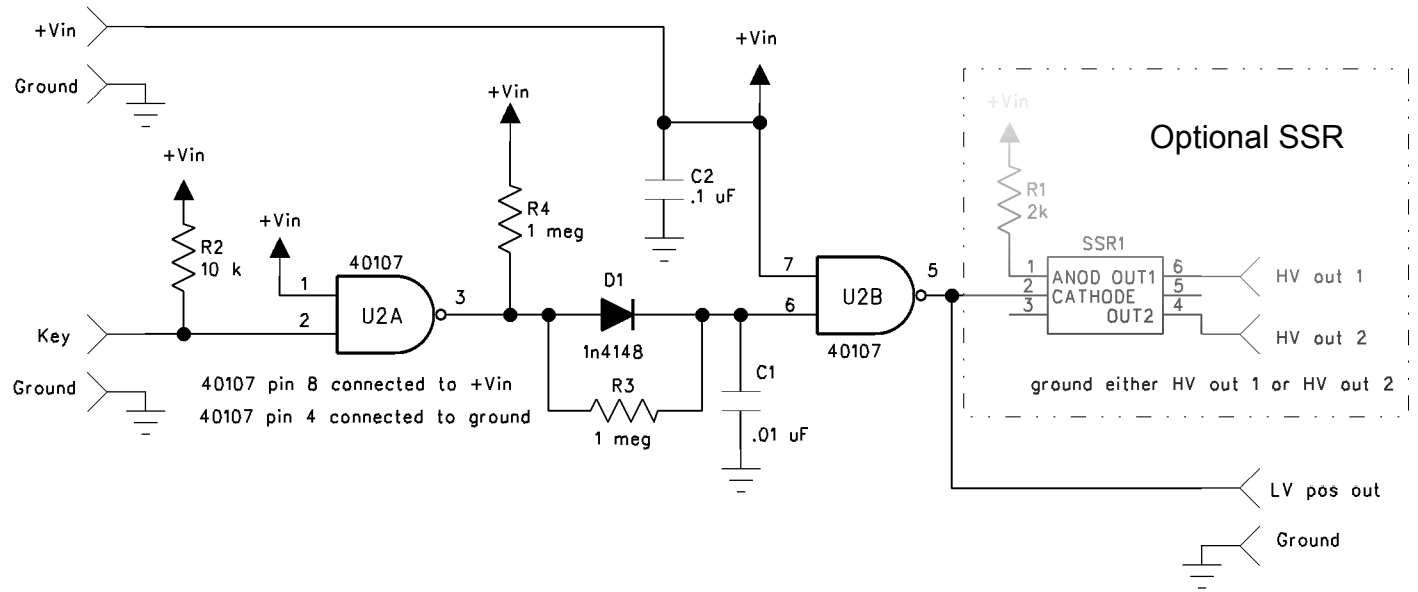 +Vin
Ground
+Vin
+Vin
+Vin
Optional SSR
+Vin
R1
2k
C2
.1 uF
R4
1 meg
+Vin
R2
10 k
40107
1
2
3
U2A
D1
1n4148
7
6
5
U2B
40107
SSR1
1
2
3
ANOD OUT1
CATHODE
OUT2
6
5
4
HV out 1
HV out 2
Key
Ground
40107 pin 8 connected to +Vin
40107 pin 4 connected to ground
R3
1 meg
C1
.01 uF
ground either HV out 1 or HV out 2
LV pos out
Ground